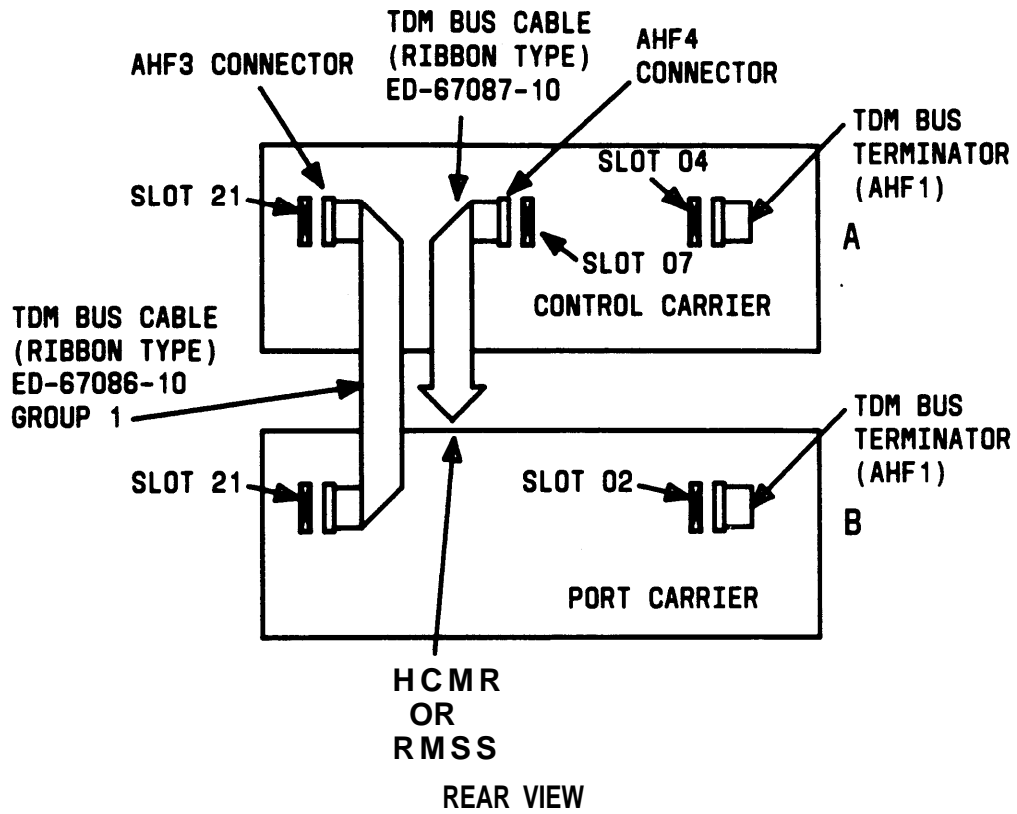 TDM BUS CABLE
(RIBBON TYPE)
ED-67087-10
AHF4
CONNECTOR
AHF3 CONNECTOR
TDM BUS
TERMINATOR
(AHF1)
SLOT 04
SLOT 21
A
SLOT 07
CONTROL CARRIER
TDM BUS CABLE
(RIBBON TYPE)
ED-67086-10
GROUP 1
TDM BUS
TERMINATOR
(AHF1)
SLOT 21
SLOT 02
B
PORT CARRIER
HCMR
OR
RMSS
REAR VIEW